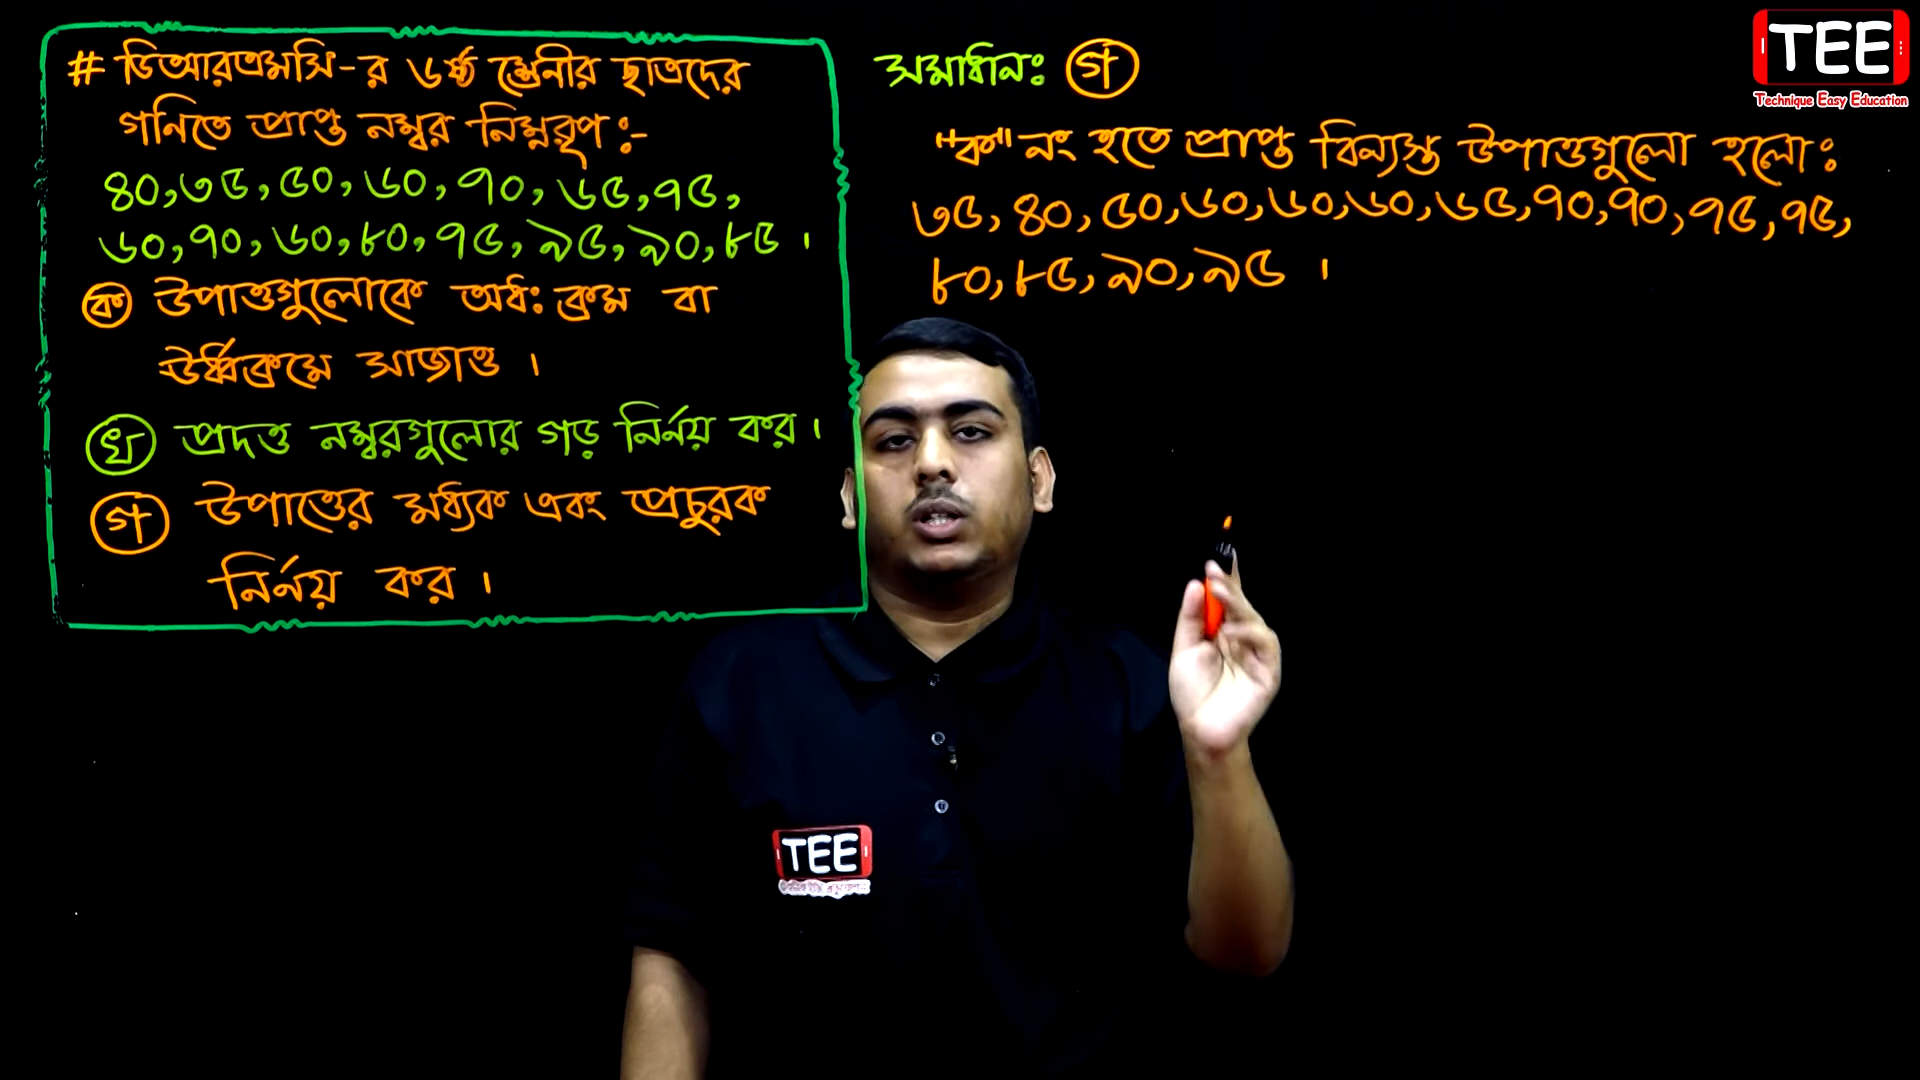 # ডিআরএমসি-র ৬ষ্ঠ শ্রেনীর ছাত্রদের
গনিতে প্রাপ্ত নম্বর নিম্নরূপ:-
৪০,৩৫,৫০,৬০,৭০,৬৫,৭৫,
৬০,৭০,৬০,৮০,৭৫,৯৫,৯০,৮৫।
ক উপাত্তগুলোকে অধ:ক্রম বা
ঊর্ধ্বক্রমে সাজাও।
খ প্রদত্ত নম্বরগুলোর গড় নির্নয় কর।
গ উপাত্তের মধ্যক এবং প্রচুরক
নির্নয় কর।
সমাধান: গ
"ক" নং হতে প্রাপ্ত বিন্যস্ত উপাত্তগুলো হলো:
৩৫,৪০,৫০,৬০,৬০,৬০,৬৫,৭০,৭০,৭৫,৭৫,
৮০,৮৫,৯০,৯৫।
TEE
Technique Easy Education
TEE